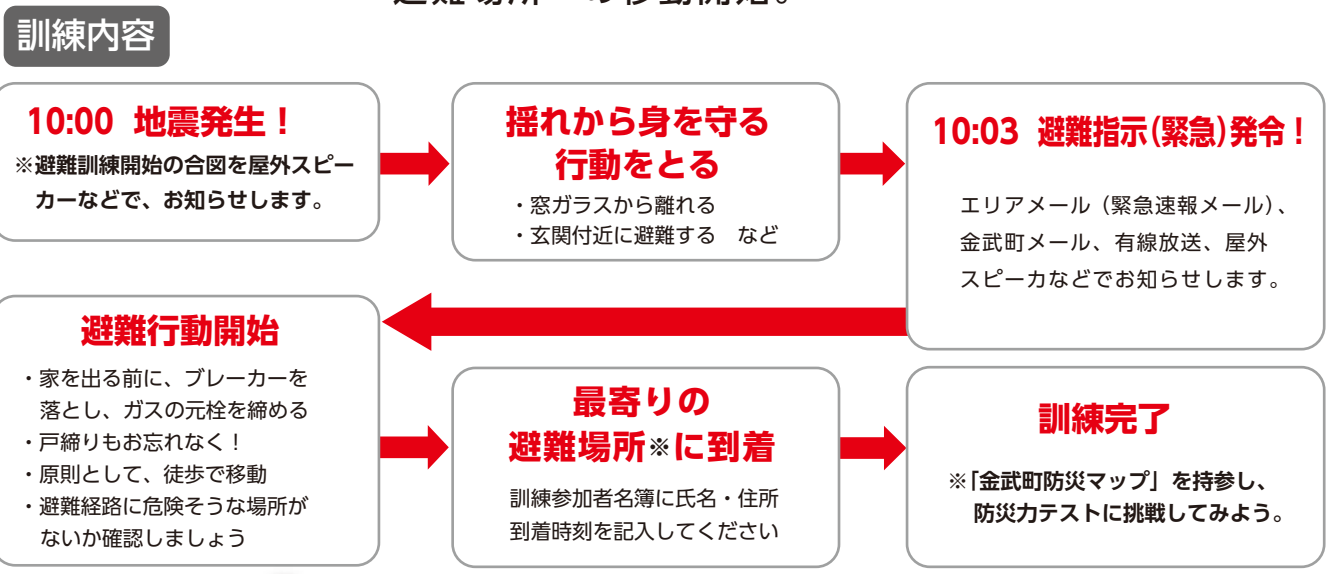 避難場所への移動開始。
訓練内容
10:00 地震発生！
※避難訓練開始の合図を屋外スピー
カーなどで、お知らせします。
揺れから身を守る
行動をとる
・窓ガラスから離れる
・玄関付近に避難する　など
10:03 避難指示(緊急)発令！
エリアメール（緊急速報メール）、
金武町メール、有線放送、屋外
スピーカなどでお知らせします。
避難行動開始
・家を出る前に、ブレーカーを
落とし、ガスの元栓を締める
・戸締りもお忘れなく！
・原則として、徒歩で移動
・避難経路に危険そうな場所が
ないか確認しましょう
最寄りの
避難場所※に到着
訓練参加者名簿に氏名・住所
到着時刻を記入してください
訓練完了
※「金武町防災マップ」を持参し、
防災力テストに挑戦してみよう。